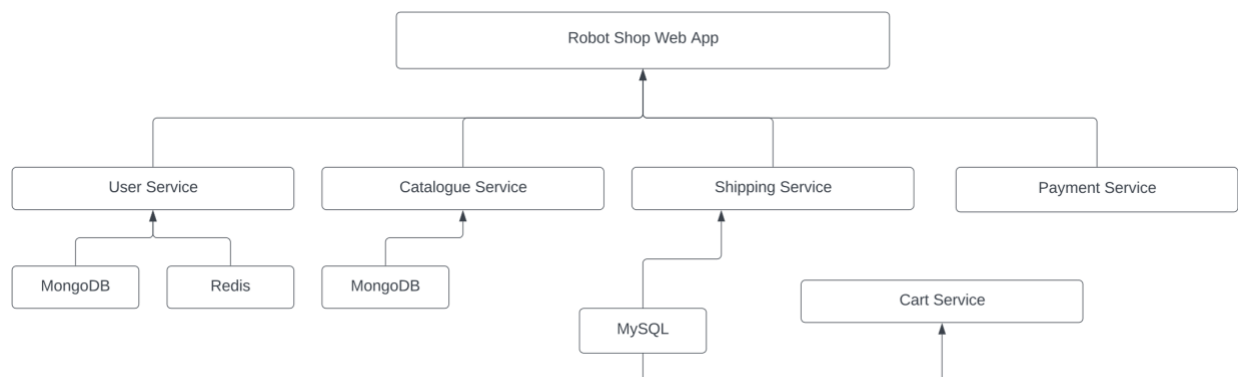 Robot Shop Web App
User Service
Catalogue Service
Shipping Service
Payment Service
MongoDB
Redis
MongoDB
Cart Service
MySQL